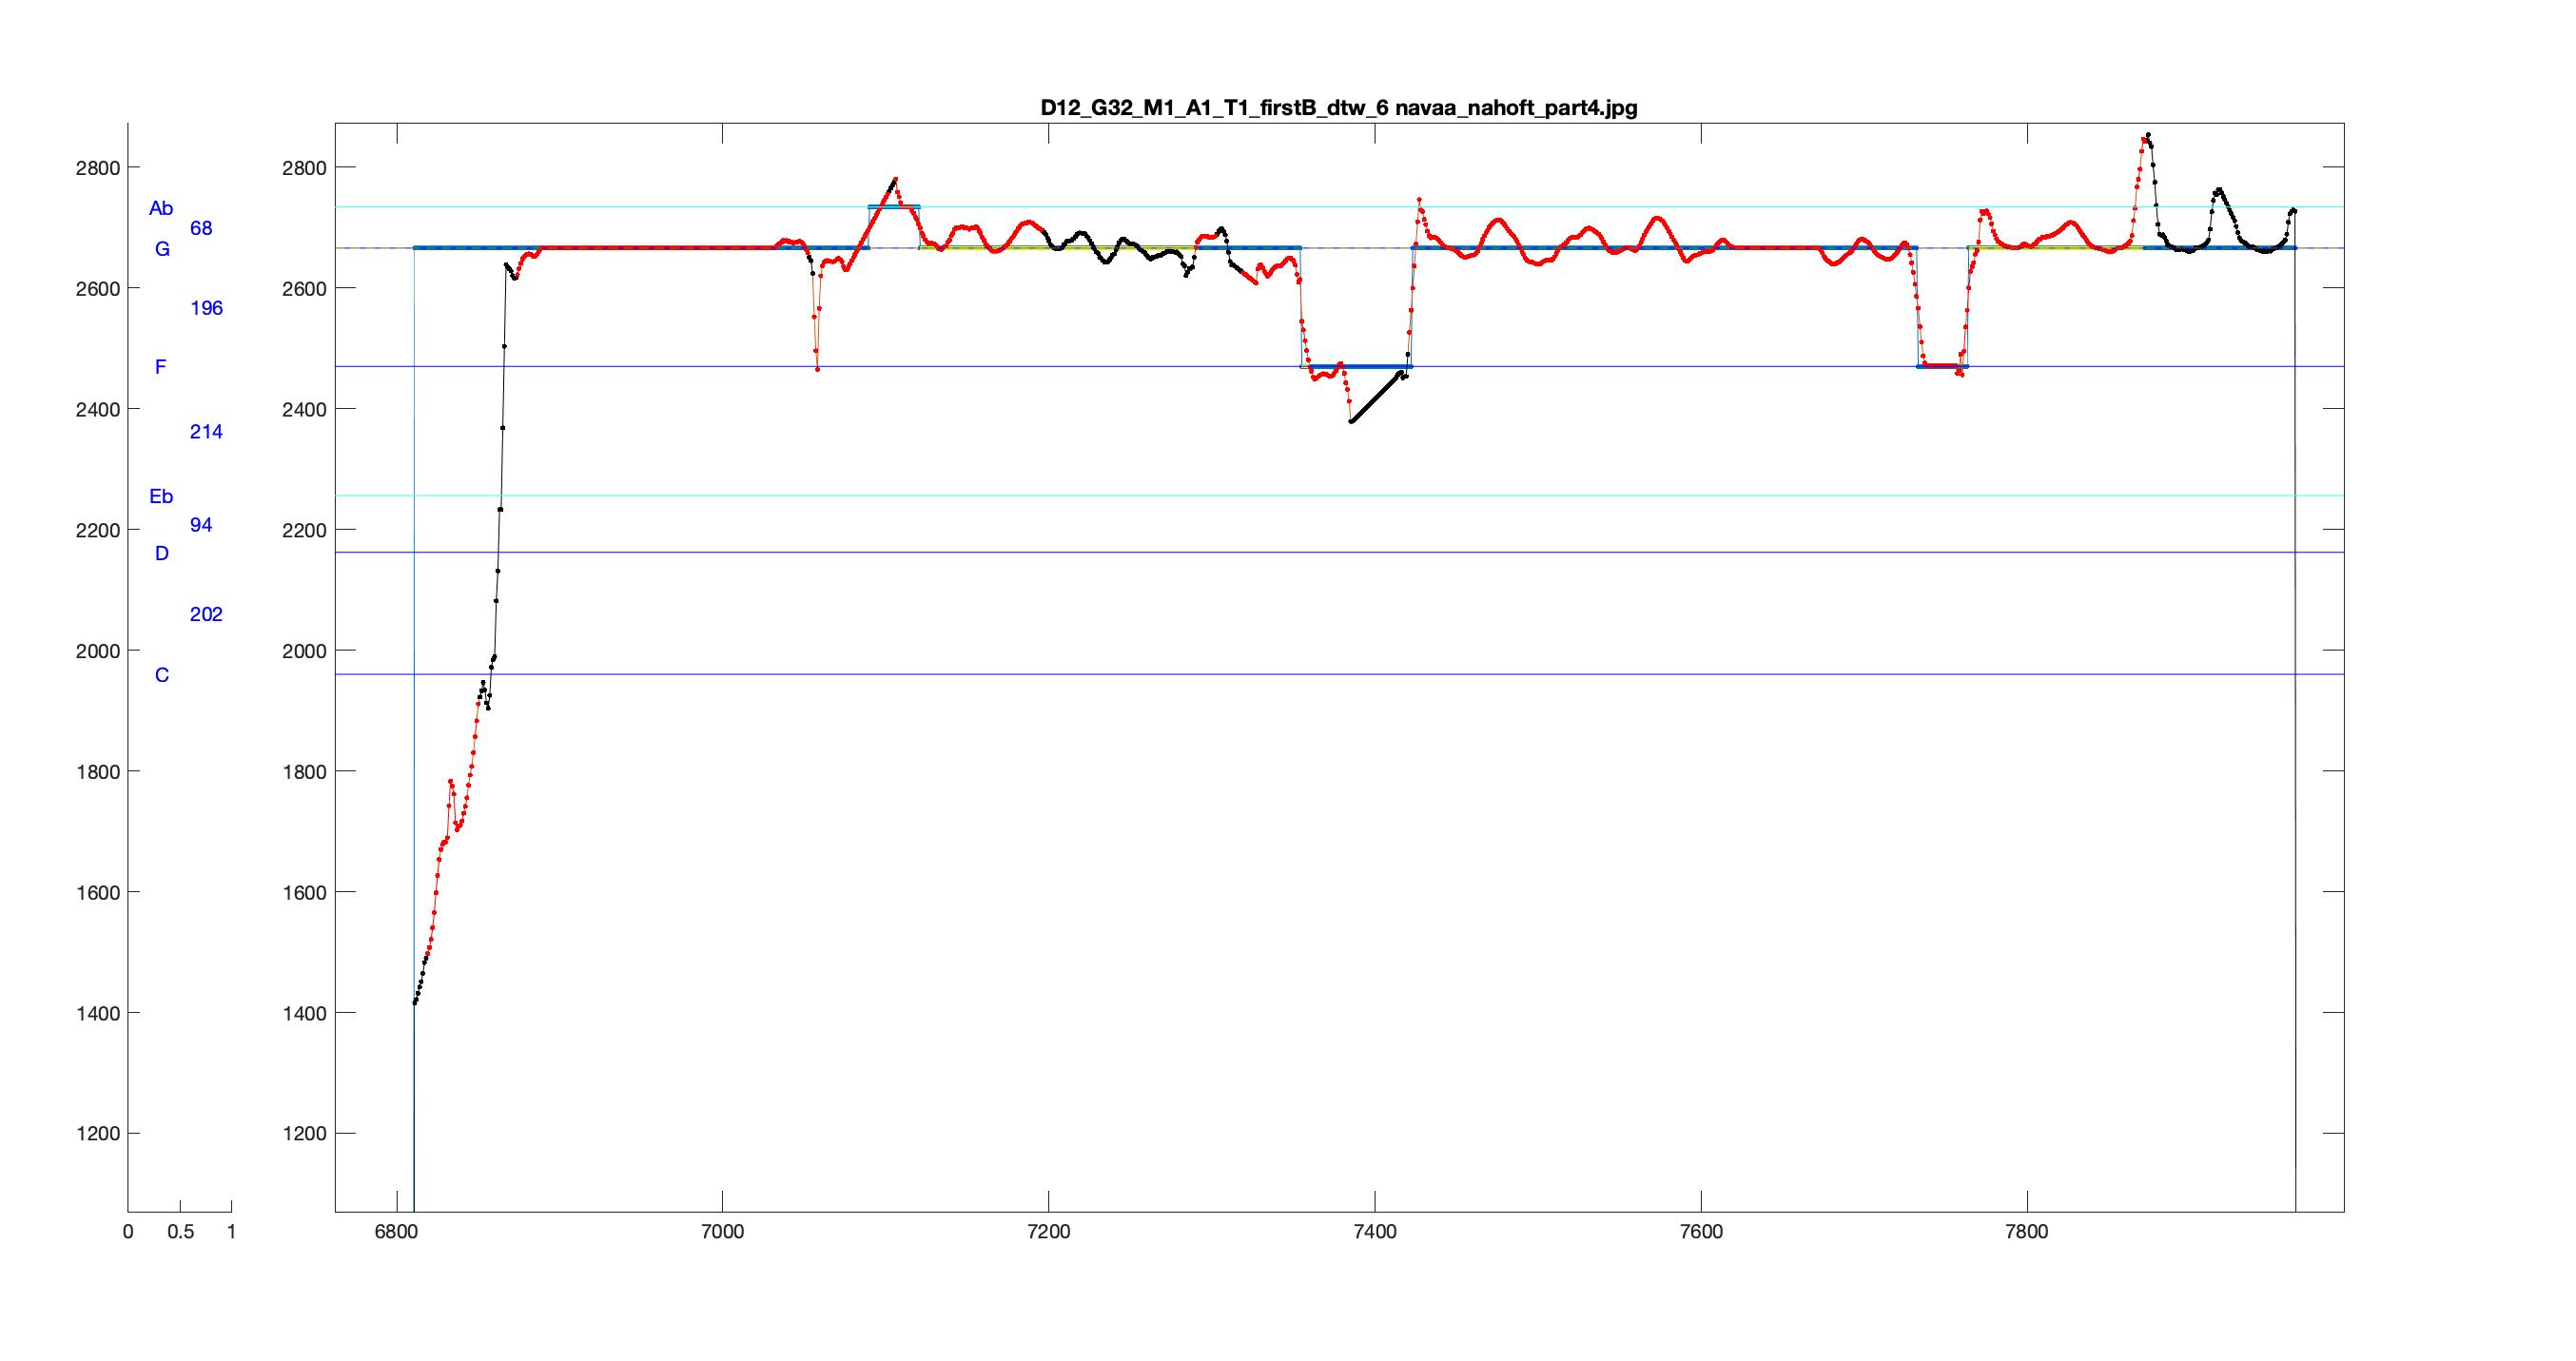 D12_G32_M1_A1_T1_firstB_dtw_6 navaa_nahoft_part4.jpg
2800 2800
Ab
68
G
2600 2600
196
F
2400 2400
214
Eb
94
2200 2200
D
202
2000 2000
C
1800 1800
1600 1600
1400 1400
1200 1200
0 0.5 1 6800 7000 7200 7400 7600 7800